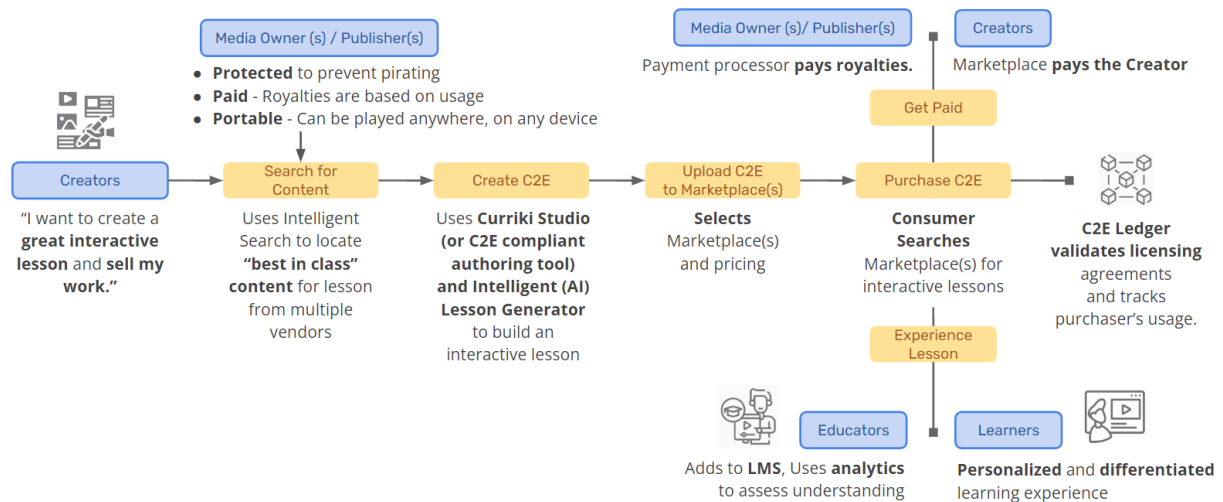 Media Owner (s) / Publisher(s)
● Protected to prevent pirating
● Paid - Royalties are based on usage
● Portable - Can be played anywhere, on any device
Media Owner (s)/ Publisher(s)
Payment processor pays royalties.
Creators
Marketplace pays the Creator
Get Paid
Creators
“I want to create a
great interactive
lesson and sell my
work.”
Search for
Content
Uses Intelligent
Search to locate
“best in class”
content for lesson
from multiple
vendors
Create C2E
Uses Curriki Studio
(or C2E compliant
authoring tool)
and Intelligent (AI)
Lesson Generator
to build an
interactive lesson
Upload C2E
to Marketplace(s)
Selects
Marketplace(s)
and pricing
Purchase C2E
Consumer
Searches
Marketplace(s) for
interactive lessons
C2E Ledger
validates licensing
agreements
and tracks
purchaser’s usage.
Experience
Lesson
Educators
Adds to LMS, Uses analytics
to assess understanding
Learners
Personalized and differentiated
learning experience